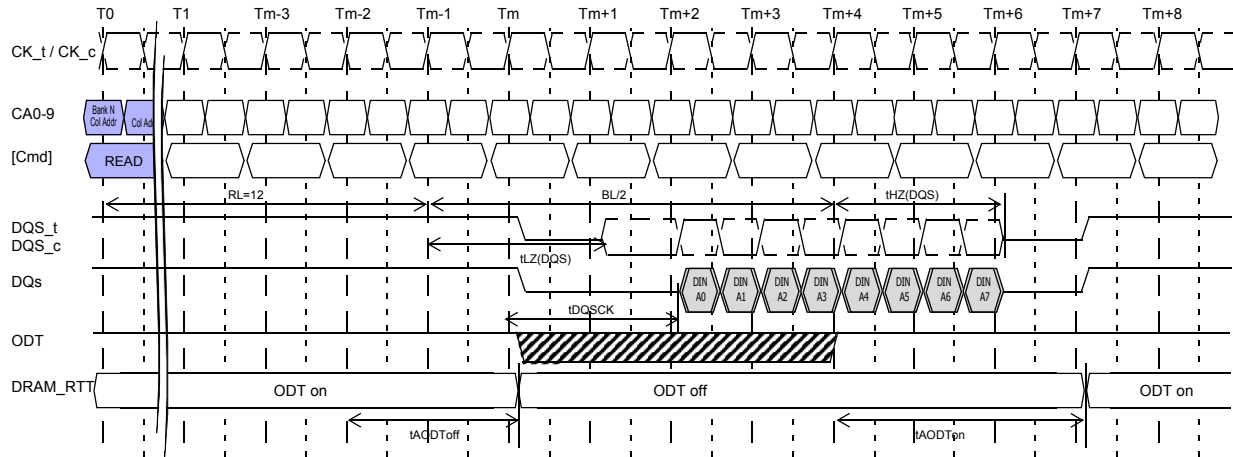 T0 T1 Tm-3 Tm-2 Tm-1 Tm Tm+1 Tm+2 Tm+3 Tm+4 Tm+5 Tm+6 Tm+7 Tm+8
CK_t / CK_c
CA0-9
Bank N
Col Addr
Col Add
[Cmd]
READ
RL=12 BL/2 tHZ(DQS)
DQS_t
DQS_c
tLZ(DQS)
DQs
DIN A0
DIN A1
DIN A2
DIN A3
DIN A4
DIN A5
DIN A6
DIN A7
tDQSCK
ODT
DRAM_RTT
ODT on ODT off ODT on
tAODToff tAODTon